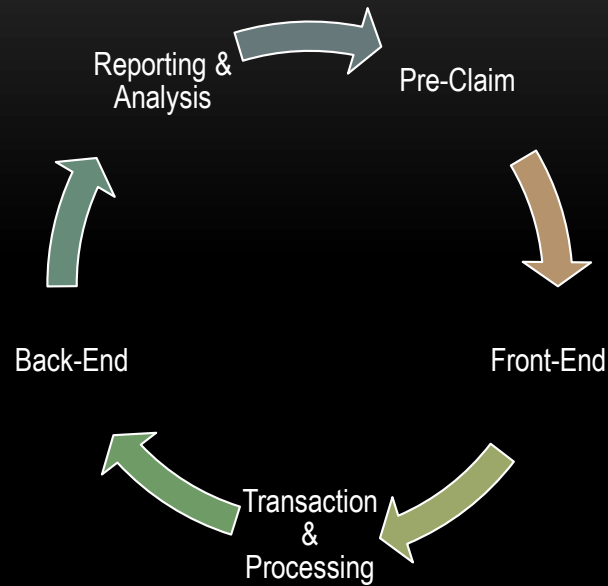 Reporting &
Analysis
Pre-Claim
Back-End
Front-End
Transaction
&
Processing